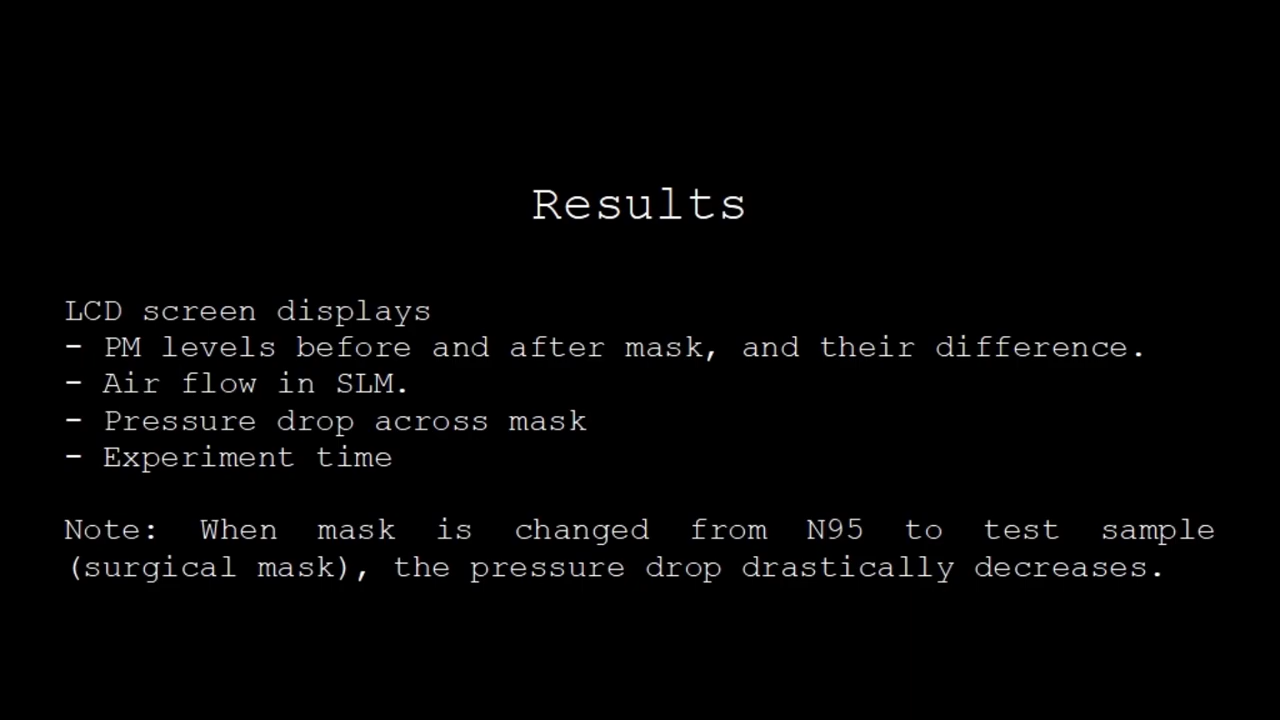 Results
LCD screen displays
- PM levels before and after mask, and their difference.
- Air flow in SLM.
- Pressure drop across mask
- Experiment time
Note: When mask is changed from N95 to test sample
(surgical mask), the pressure drop drastically decreases.